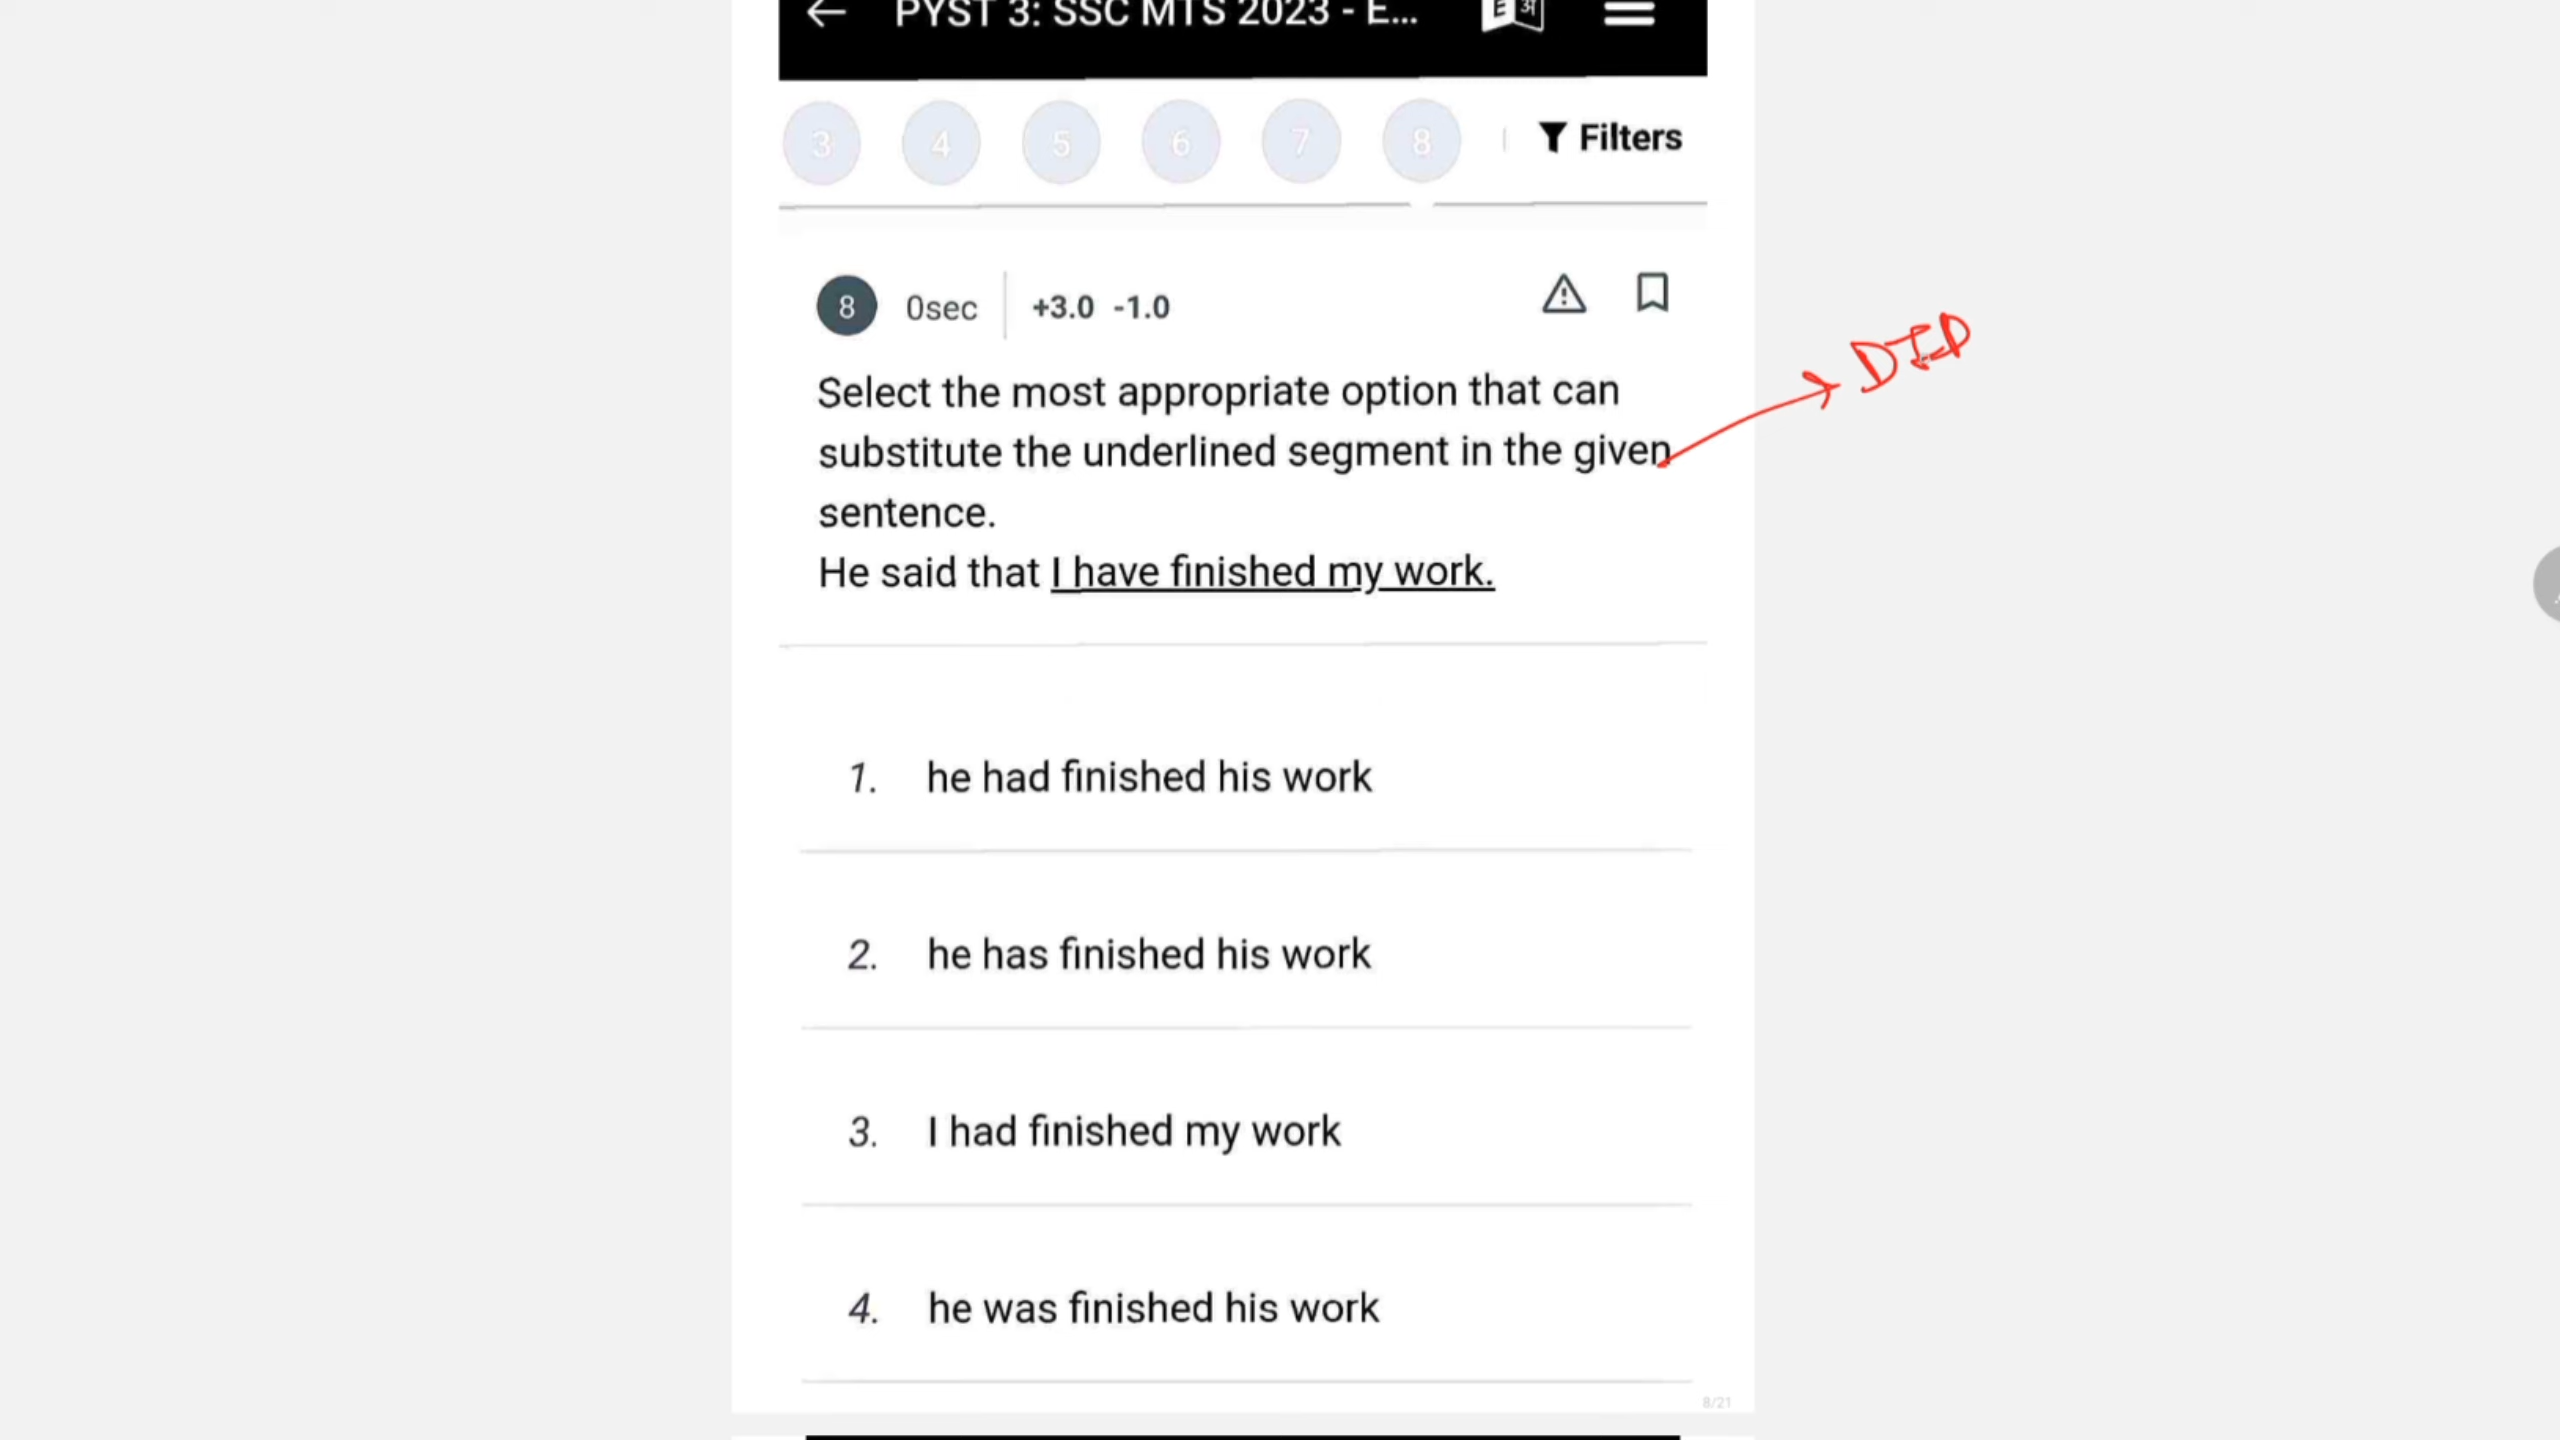 PYST 3: SSC MTS 2023 - E...
E अ
3 4 5 6 7 8 Filters
8 0sec +3.0 -1.0
Select the most appropriate option that can
substitute the underlined segment in the given
sentence.
He said that I have finished my work.
DID
1. he had finished his work
2. he has finished his work
3. I had finished my work
4. he was finished his work
8/21